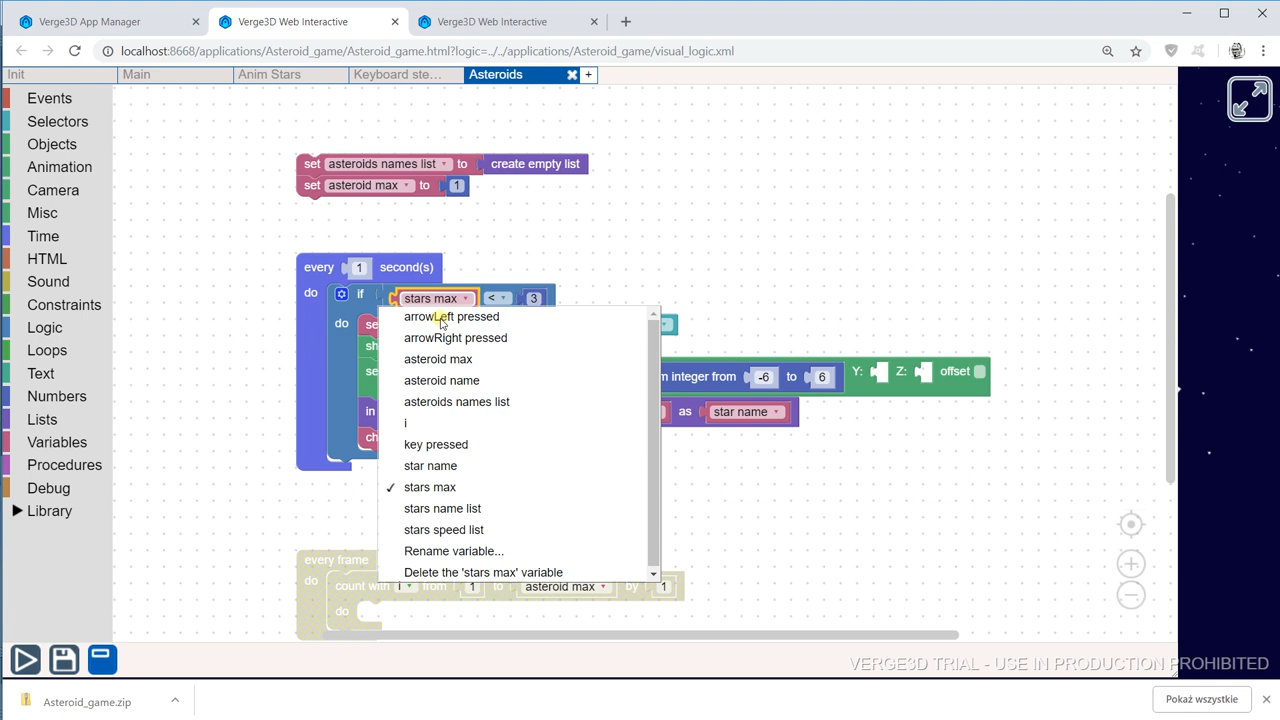 Verge3D App Manager
Verge3D Web Interactive
Verge3D Web Interactive
localhost:8668/applications/Asteroid_game/Asteroid_game.html?logic=../../applications/Asteroid_game/visual_logic.xml
Init
Main
Anim Stars
Keyboard ste...
Asteroids
+
Events
Selectors
Objects
Animation
Camera
Misc
Time
HTML
Sound
Constraints
Logic
Loops
Text
Numbers
Lists
Variables
Procedures
Debug
Library
set asteroids names list to create empty list
set asteroid max to 1
every 1 second(s)
do if stars max < 3
do se
sh
se m integer from -6 to 6 Y: Z: offset
in as star name
ch
arrowLeft pressed
arrowRight pressed
asteroid max
asteroid name
asteroids names list
i
key pressed
star name
✓ stars max
stars name list
stars speed list
Rename variable...
Delete the 'stars max' variable
every frame
do count with i from 1 to asteroid max by 1
do
VERGE3D TRIAL - USE IN PRODUCTION PROHIBITED
Asteroid_game.zip
Pokaż wszystkie